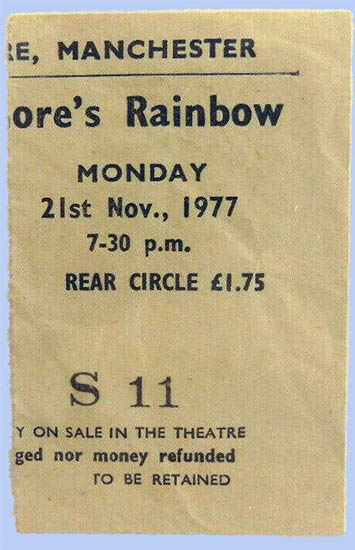 RE, MANCHESTER
ore's Rainbow
MONDAY
21st Nov., 1977
7-30 p.m.
REAR CIRCLE £1.75
S 11
Y ON SALE IN THE THEATRE
ged nor money refunded
TO BE RETAINED